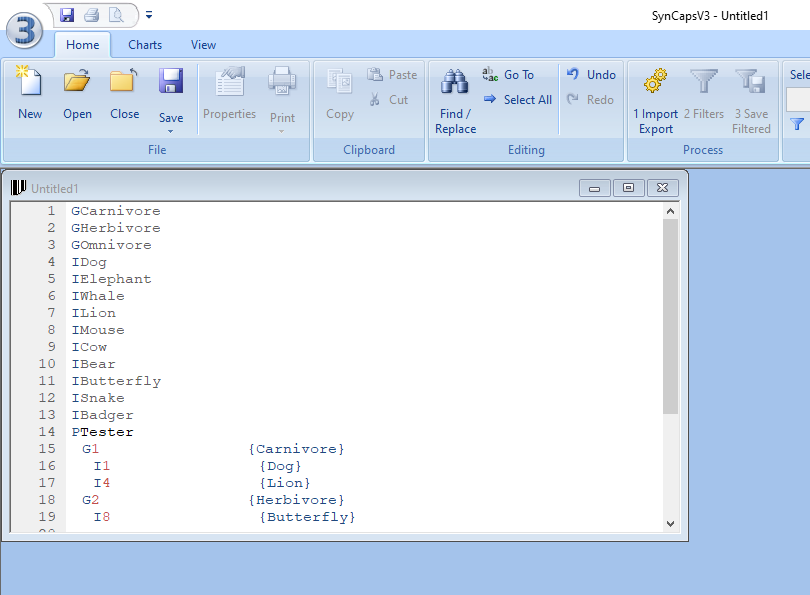 3
SynCapsV3 - Untitled1
Home Charts View
New Open Close Save Properties Print
File
Copy Paste Cut
Clipboard
Find / Replace Go To Select All Undo Redo
Editing
1 Import Export 2 Filters 3 Save Filtered
Process
Untitled1
1 GCarnivore
2 GHerbivore
3 GOmnivore
4 IDog
5 IElephant
6 IWhale
7 ILion
8 IMouse
9 ICow
10 IBear
11 IButterfly
12 ISnake
13 IBadger
14 PTester
15 G1 {Carnivore}
16 I1 {Dog}
17 I4 {Lion}
18 G2 {Herbivore}
19 I8 {Butterfly}